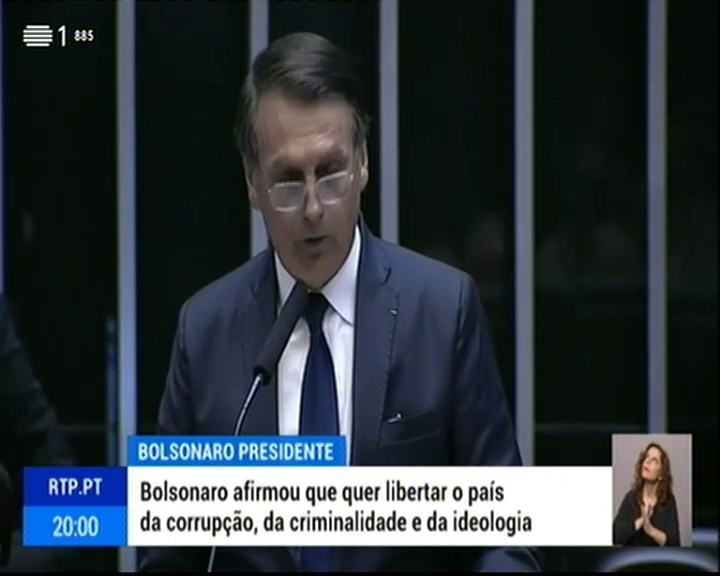 1 885
BOLSONARO PRESIDENTE
RTP.PT
Bolsonaro afirmou que quer libertar o país
20:00
da corrupção, da criminalidade e da ideologia